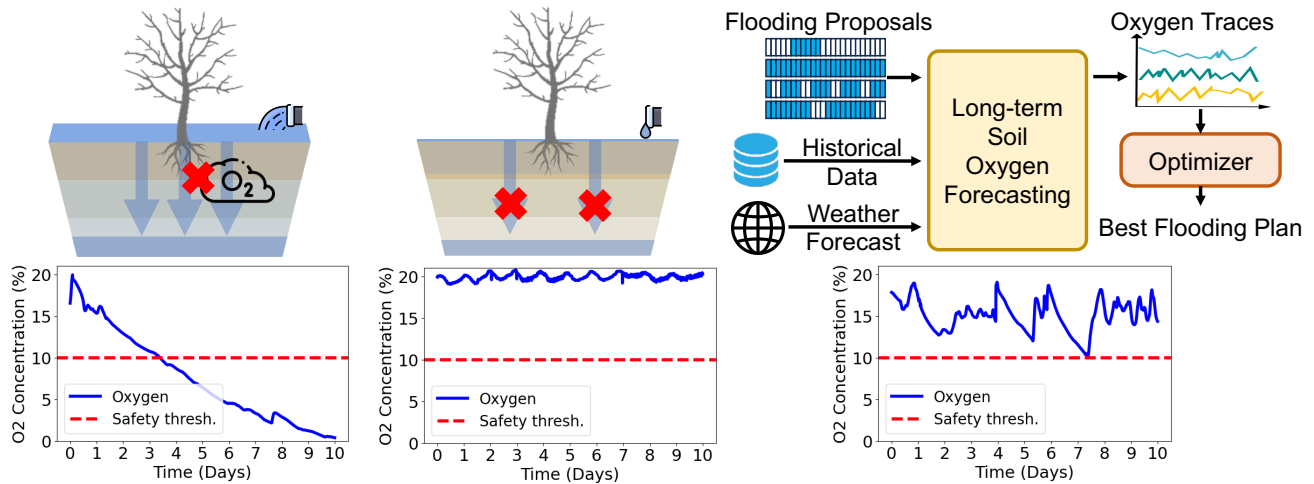 Flooding Proposals
Oxygen Traces
Historical
Data
Weather
Forecast
Long-term
Soil
Oxygen
Forecasting
Optimizer
Best Flooding Plan
O2
O2 Concentration (%)
20
15
10
5
0
Oxygen
Safety thresh.
0 1 2 3 4 5 6 7 8 9 10
Time (Days)
O2 Concentration (%)
20
15
10
5
0
Oxygen
Safety thresh.
0 1 2 3 4 5 6 7 8 9 10
Time (Days)
O2 Concentration (%)
20
15
10
5
0
Oxygen
Safety thresh.
0 1 2 3 4 5 6 7 8 9 10
Time (Days)